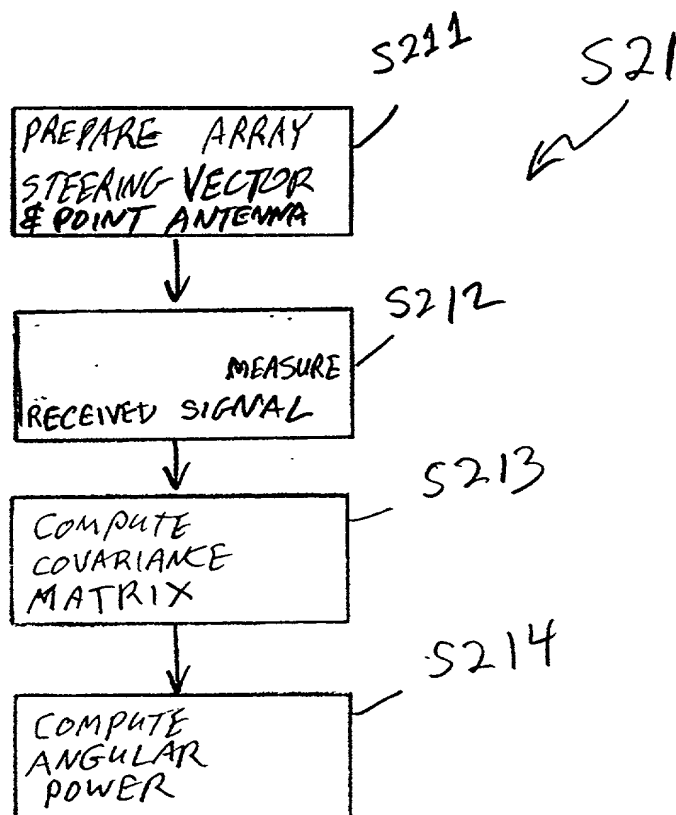 S211
S21
PREPARE ARRAY
STEERING VECTOR
& POINT ANTENNA
S212
MEASURE
RECEIVED SIGNAL
S213
COMPUTE
COVARIANCE
MATRIX
S214
COMPUTE
ANGULAR
POWER